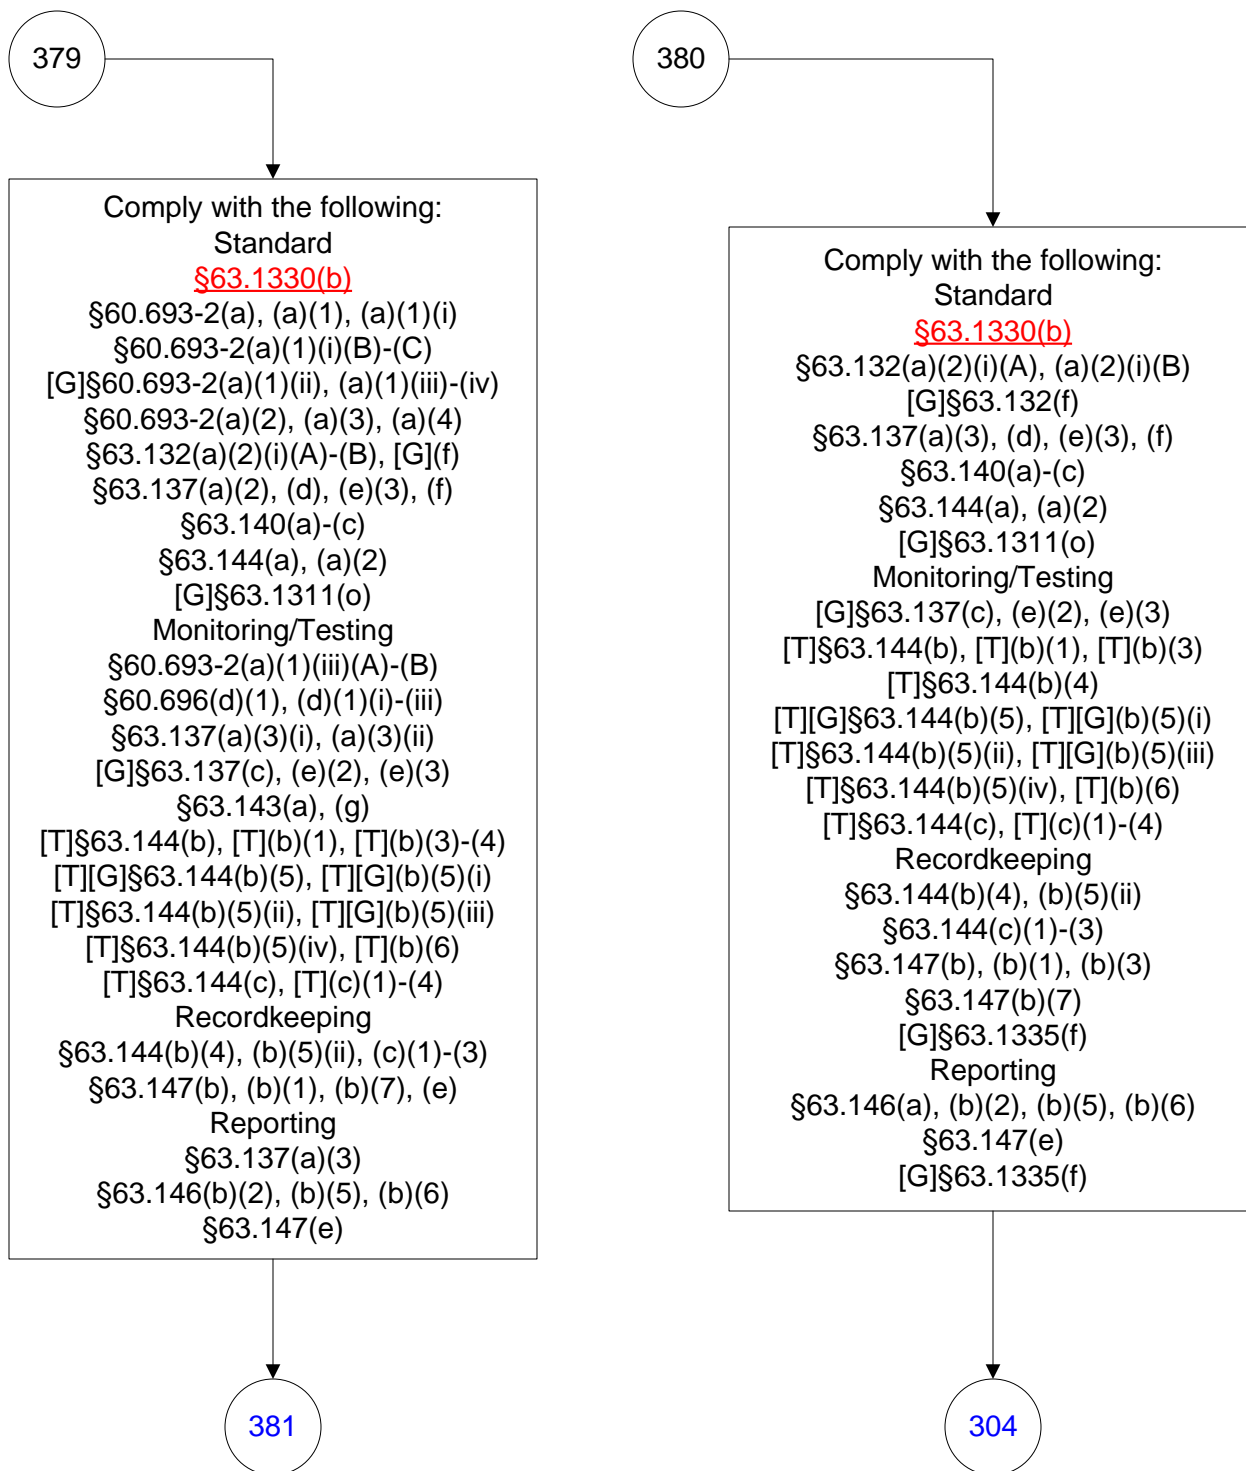 379
Comply with the following:
Standard
§63.1330(b)
§60.693-2(a), (a)(1), (a)(1)(i)
§60.693-2(a)(1)(i)(B)-(C)
[G]§60.693-2(a)(1)(ii), (a)(1)(iii)-(iv)
§60.693-2(a)(2), (a)(3), (a)(4)
§63.132(a)(2)(i)(A)-(B), [G](f)
§63.137(a)(2), (d), (e)(3), (f)
§63.140(a)-(c)
§63.144(a), (a)(2)
[G]§63.1311(o)
Monitoring/Testing
§60.693-2(a)(1)(iii)(A)-(B)
§60.696(d)(1), (d)(1)(i)-(iii)
§63.137(a)(3)(i), (a)(3)(ii)
[G]§63.137(c), (e)(2), (e)(3)
§63.143(a), (g)
[T]§63.144(b), [T](b)(1), [T](b)(3)-(4)
[T][G]§63.144(b)(5), [T][G](b)(5)(i)
[T]§63.144(b)(5)(ii), [T][G](b)(5)(iii)
[T]§63.144(b)(5)(iv), [T](b)(6)
[T]§63.144(c), [T](c)(1)-(4)
Recordkeeping
§63.144(b)(4), (b)(5)(ii), (c)(1)-(3)
§63.147(b), (b)(1), (b)(7), (e)
Reporting
§63.137(a)(3)
§63.146(b)(2), (b)(5), (b)(6)
§63.147(e)
381
380
Comply with the following:
Standard
§63.1330(b)
§63.132(a)(2)(i)(A), (a)(2)(i)(B)
[G]§63.132(f)
§63.137(a)(3), (d), (e)(3), (f)
§63.140(a)-(c)
§63.144(a), (a)(2)
[G]§63.1311(o)
Monitoring/Testing
[G]§63.137(c), (e)(2), (e)(3)
[T]§63.144(b), [T](b)(1), [T](b)(3)
[T]§63.144(b)(4)
[T][G]§63.144(b)(5), [T][G](b)(5)(i)
[T]§63.144(b)(5)(ii), [T][G](b)(5)(iii)
[T]§63.144(b)(5)(iv), [T](b)(6)
[T]§63.144(c), [T](c)(1)-(4)
Recordkeeping
§63.144(b)(4), (b)(5)(ii)
§63.144(c)(1)-(3)
§63.147(b), (b)(1), (b)(3)
§63.147(b)(7)
[G]§63.1335(f)
Reporting
§63.146(a), (b)(2), (b)(5), (b)(6)
§63.147(e)
[G]§63.1335(f)
304